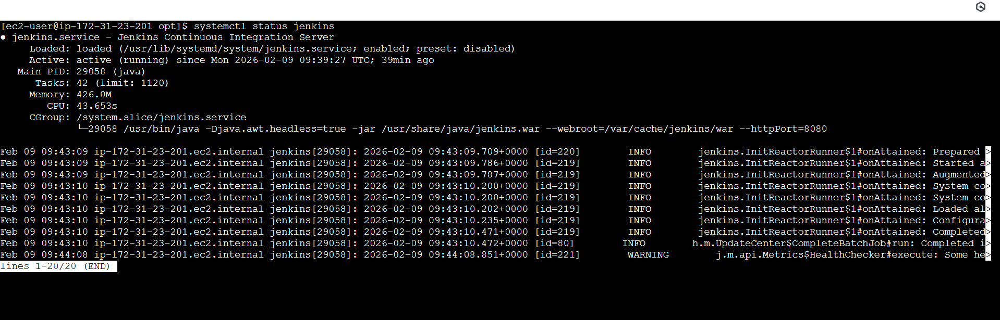 [ec2-user@ip-172-31-23-201 opt]$ systemctl status jenkins
● jenkins.service - Jenkins Continuous Integration Server
     Loaded: loaded (/usr/lib/systemd/system/jenkins.service; enabled; preset: disabled)
     Active: active (running) since Mon 2026-02-09 09:39:27 UTC; 39min ago
   Main PID: 29058 (java)
      Tasks: 42 (limit: 1120)
     Memory: 426.0M
        CPU: 43.653s
     CGroup: /system.slice/jenkins.service
             └─29058 /usr/bin/java -Djava.awt.headless=true -jar /usr/share/java/jenkins.war --webroot=/var/cache/jenkins/war --httpPort=8080
Feb 09 09:43:09 ip-172-31-23-201.ec2.internal jenkins[29058]: 2026-02-09 09:43:09.709+0000 [id=220]        INFO        jenkins.InitReactorRunner$1#onAttained: Prepared >
Feb 09 09:43:09 ip-172-31-23-201.ec2.internal jenkins[29058]: 2026-02-09 09:43:09.786+0000 [id=219]        INFO        jenkins.InitReactorRunner$1#onAttained: Started a>
Feb 09 09:43:09 ip-172-31-23-201.ec2.internal jenkins[29058]: 2026-02-09 09:43:09.787+0000 [id=219]        INFO        jenkins.InitReactorRunner$1#onAttained: Augmented>
Feb 09 09:43:10 ip-172-31-23-201.ec2.internal jenkins[29058]: 2026-02-09 09:43:10.200+0000 [id=219]        INFO        jenkins.InitReactorRunner$1#onAttained: System co>
Feb 09 09:43:10 ip-172-31-23-201.ec2.internal jenkins[29058]: 2026-02-09 09:43:10.200+0000 [id=219]        INFO        jenkins.InitReactorRunner$1#onAttained: System co>
Feb 09 09:43:10 ip-172-31-23-201.ec2.internal jenkins[29058]: 2026-02-09 09:43:10.202+0000 [id=219]        INFO        jenkins.InitReactorRunner$1#onAttained: Loaded al>
Feb 09 09:43:10 ip-172-31-23-201.ec2.internal jenkins[29058]: 2026-02-09 09:43:10.235+0000 [id=219]        INFO        jenkins.InitReactorRunner$1#onAttained: Configura>
Feb 09 09:43:10 ip-172-31-23-201.ec2.internal jenkins[29058]: 2026-02-09 09:43:10.471+0000 [id=219]        INFO        jenkins.InitReactorRunner$1#onAttained: Completed>
Feb 09 09:43:10 ip-172-31-23-201.ec2.internal jenkins[29058]: 2026-02-09 09:43:10.472+0000 [id=80]        INFO        h.m.UpdateCenter$CompleteBatchJob#run: Completed i>
Feb 09 09:44:08 ip-172-31-23-201.ec2.internal jenkins[29058]: 2026-02-09 09:44:08.851+0000 [id=221]        WARNING        j.m.api.Metrics$HealthChecker#execute: Some he>
lines 1-20/20 (END)